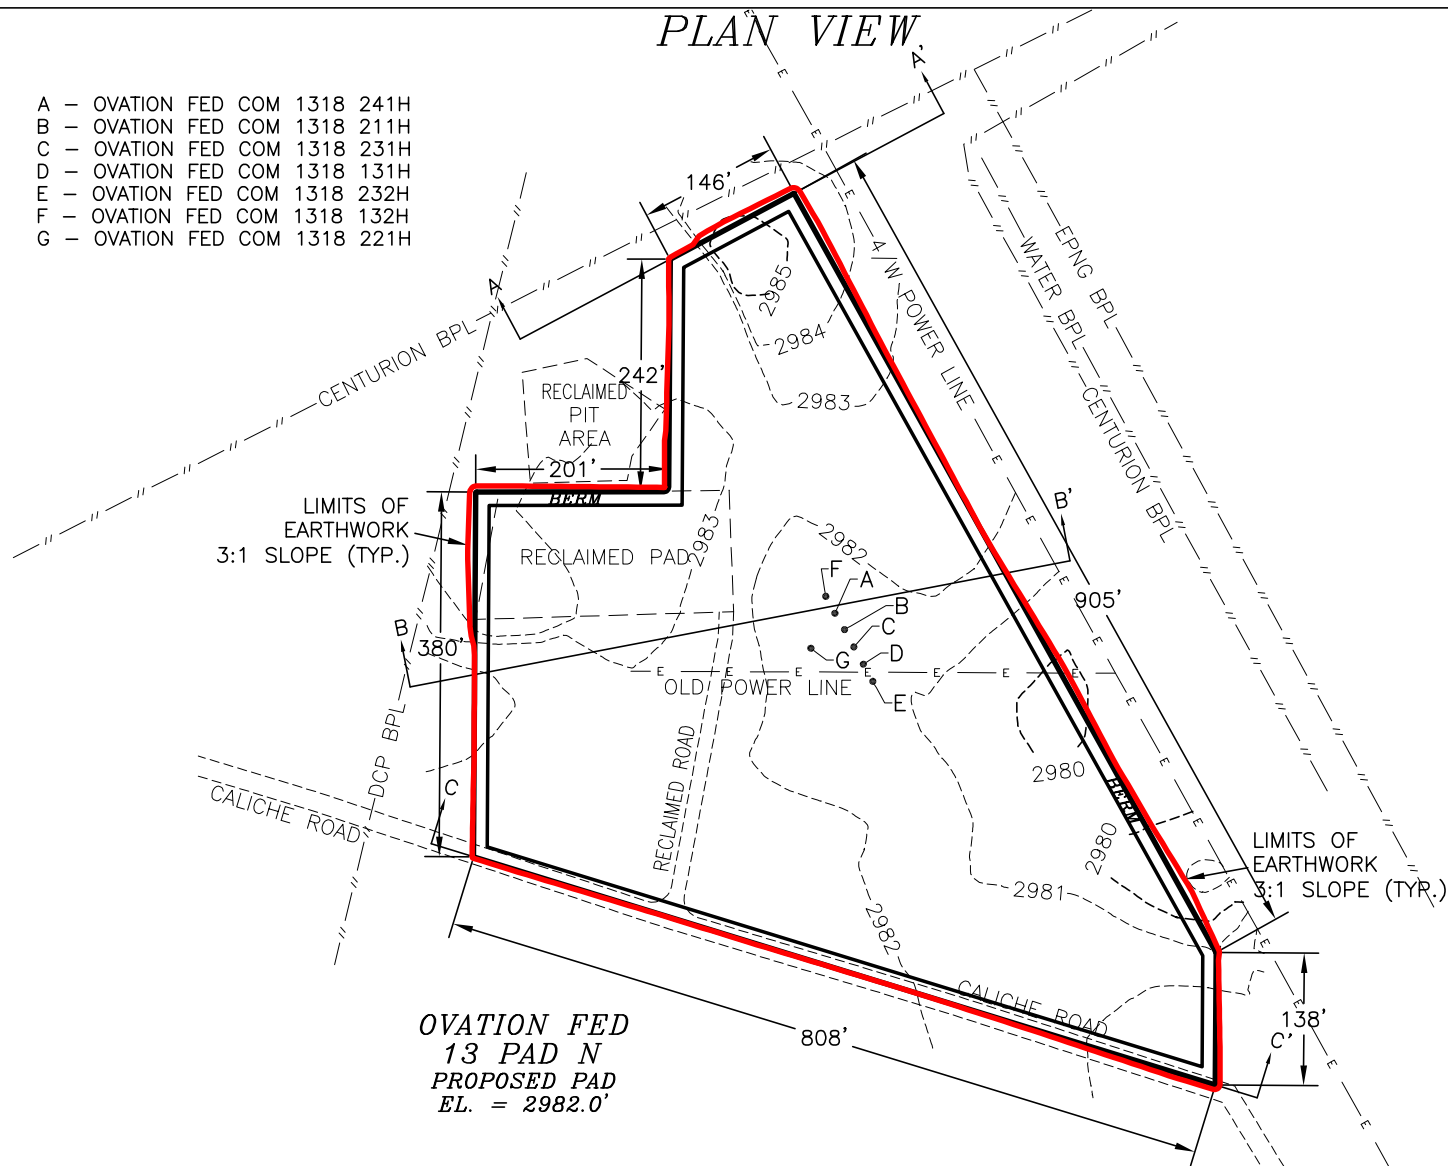 PLAN VIEW
A - OVATION FED COM 1318 241H
B - OVATION FED COM 1318 211H
C - OVATION FED COM 1318 231H
D - OVATION FED COM 1318 131H
E - OVATION FED COM 1318 232H
F - OVATION FED COM 1318 132H
G - OVATION FED COM 1318 221H
A'
146'
4/W POWER LINE
EPNG BPL
WATER BPL
CENTURION BPL
A
CENTURION BPL
2985
2984
2983
242'
RECLAIMED
PIT
AREA
201'
BERM
LIMITS OF
EARTHWORK
3:1 SLOPE (TYP.)
RECLAIMED PAD
2983
2982
B'
905'
F
A
B
C
G
D
E
B
380'
OLD POWER LINE
E E E E E E E
DCP BPL
C
CALICHE ROAD
RECLAIMED ROAD
2980
BERM
2980
LIMITS OF
EARTHWORK
3:1 SLOPE (TYP.)
2981
2982
CALICHE ROAD
138'
C'
808'
OVATION FED
13 PAD N
PROPOSED PAD
EL. = 2982.0'